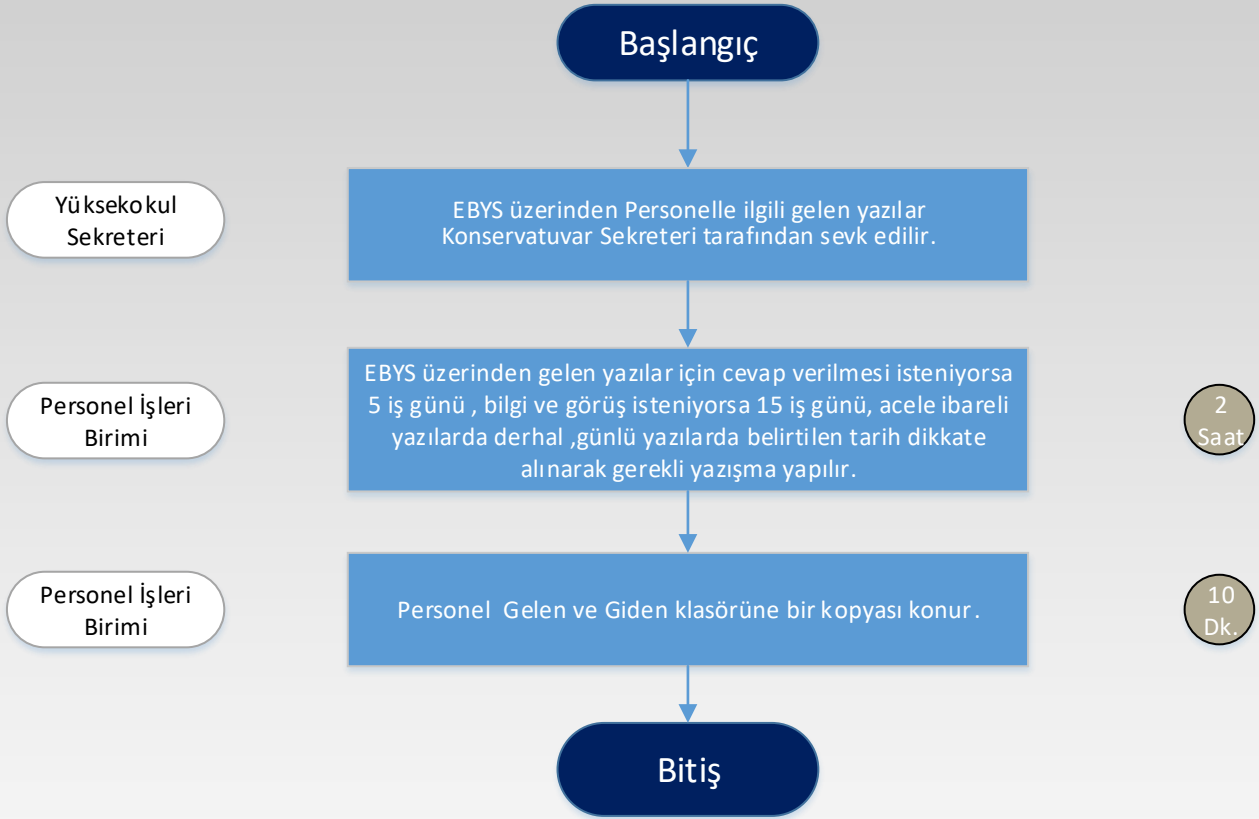 Başlangıç
Yüksekokul
Sekreteri
EBYS üzerinden Personelle ilgili gelen yazılar
Konservatuvar Sekreteri tarafından sevk edilir.
Personel İşleri
Birimi
EBYS üzerinden gelen yazılar için cevap verilmesi isteniyorsa
5 iş günü , bilgi ve görüş isteniyorsa 15 iş günü, acele ibareli
yazılarda derhal ,günlü yazılarda belirtilen tarih dikkate
alınarak gerekli yazışma yapılır.
2
Saat
Personel İşleri
Birimi
Personel  Gelen ve Giden klasörüne bir kopyası konur.
10
Dk.
Bitiş